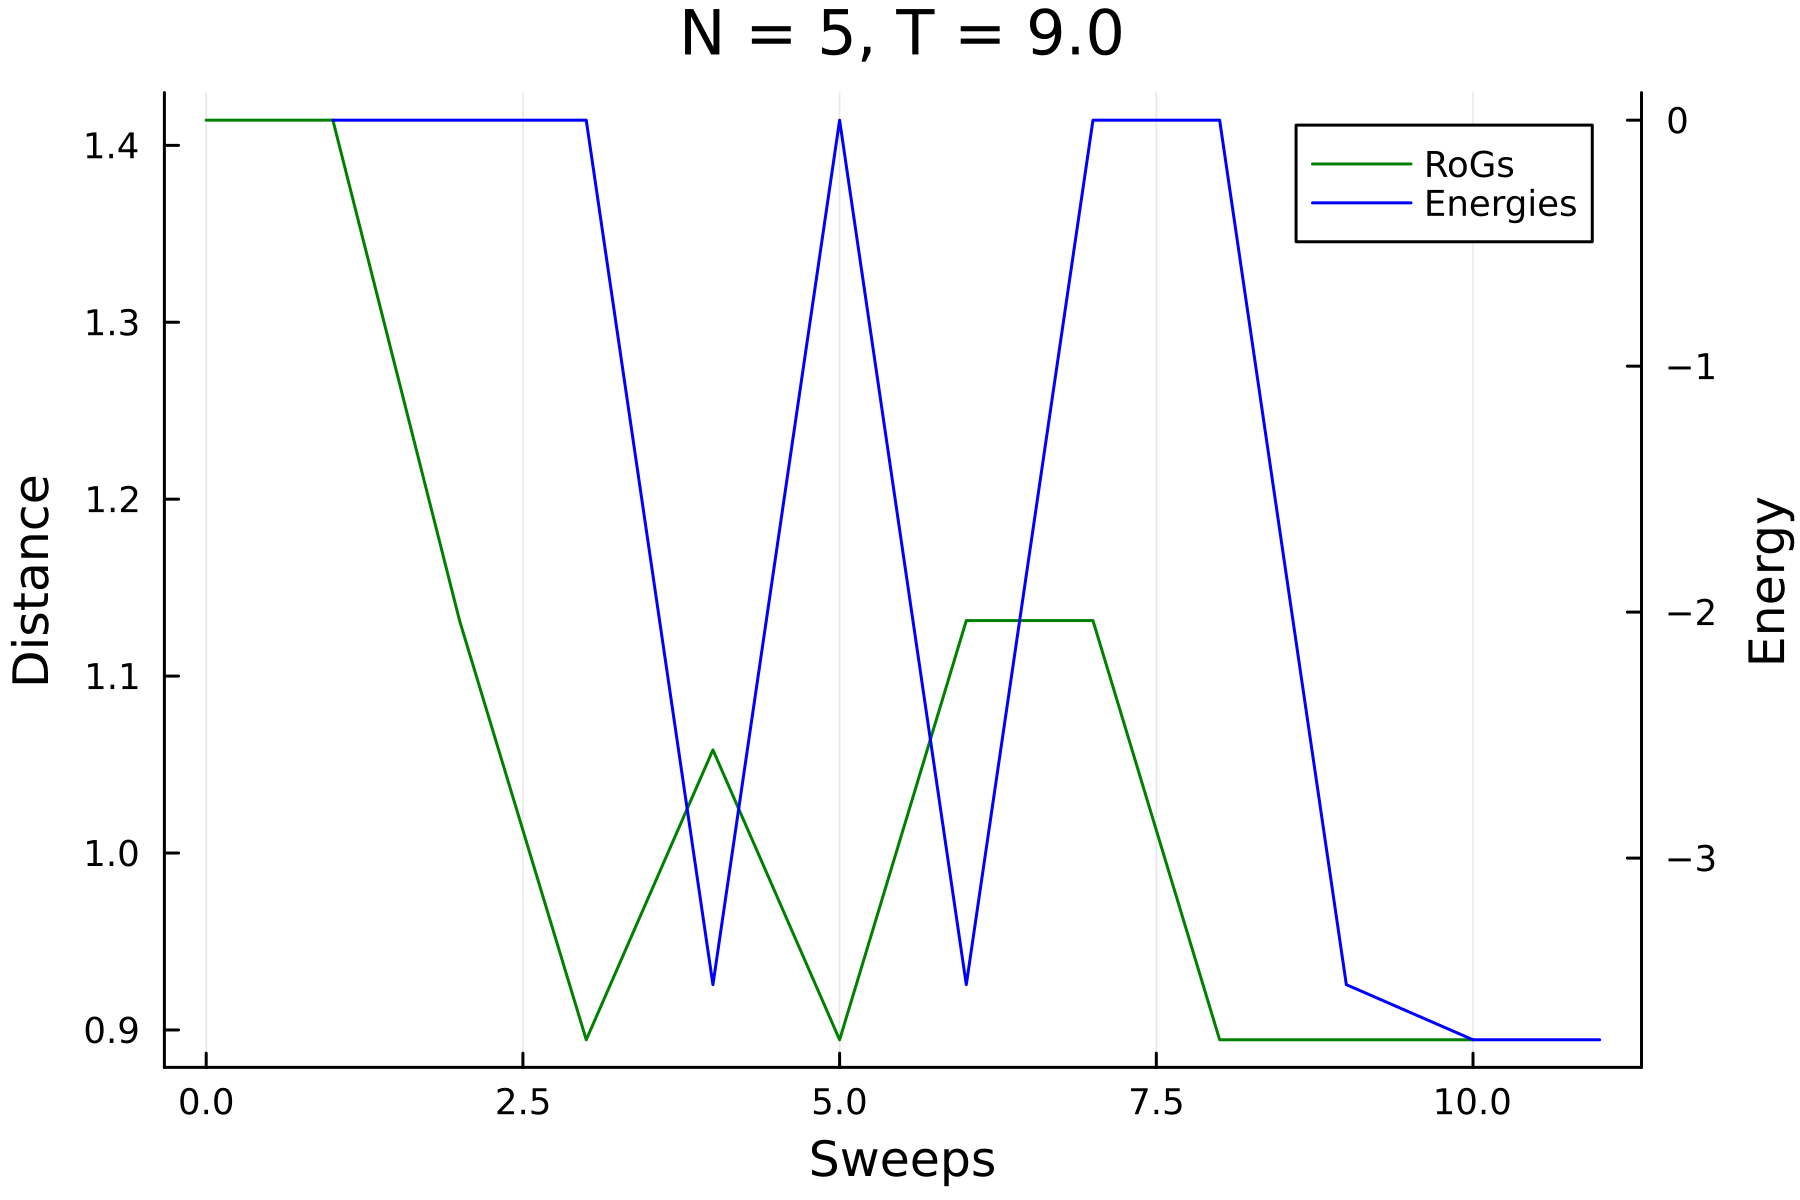 N = 5, T = 9.0
1.4
1.3
1.2
1.1
1.0
0.9
Distance
0
−1
−2
−3
Energy
RoGs
Energies
0.0 2.5 5.0 7.5 10.0
Sweeps